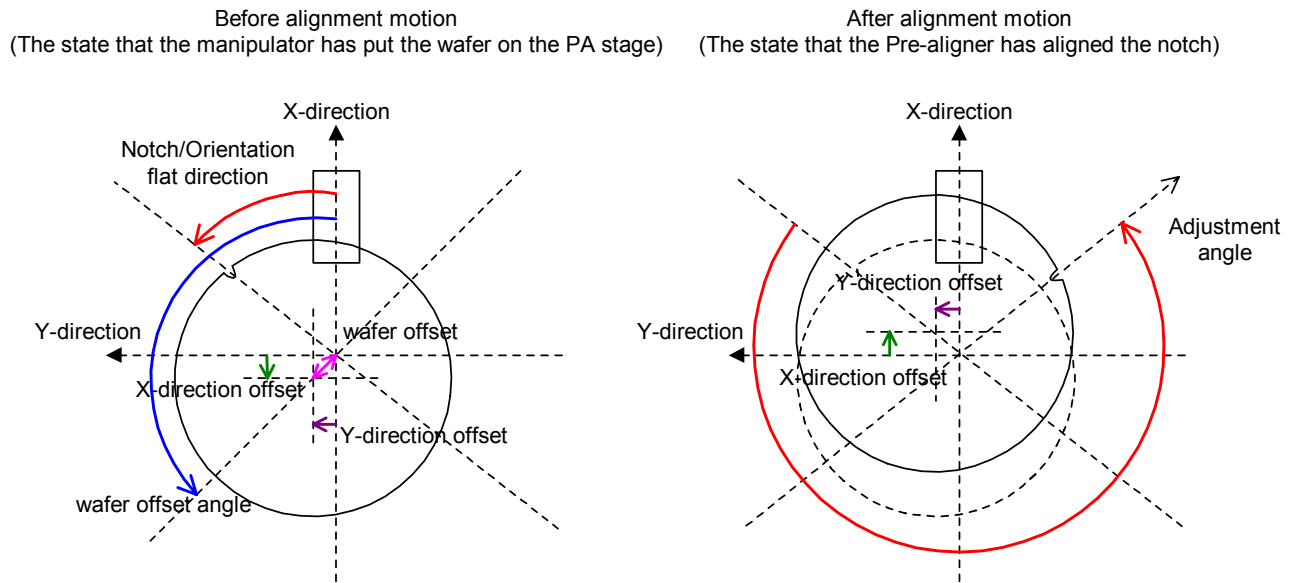 Before alignment motion
(The state that the manipulator has put the wafer on the PA stage)
X-direction
Notch/Orientation
flat direction
Y-direction
wafer offset
X-direction offset
Y-direction offset
wafer offset angle
After alignment motion
(The state that the Pre-aligner has aligned the notch)
X-direction
Adjustment
angle
Y-direction offset
Y-direction
X-direction offset